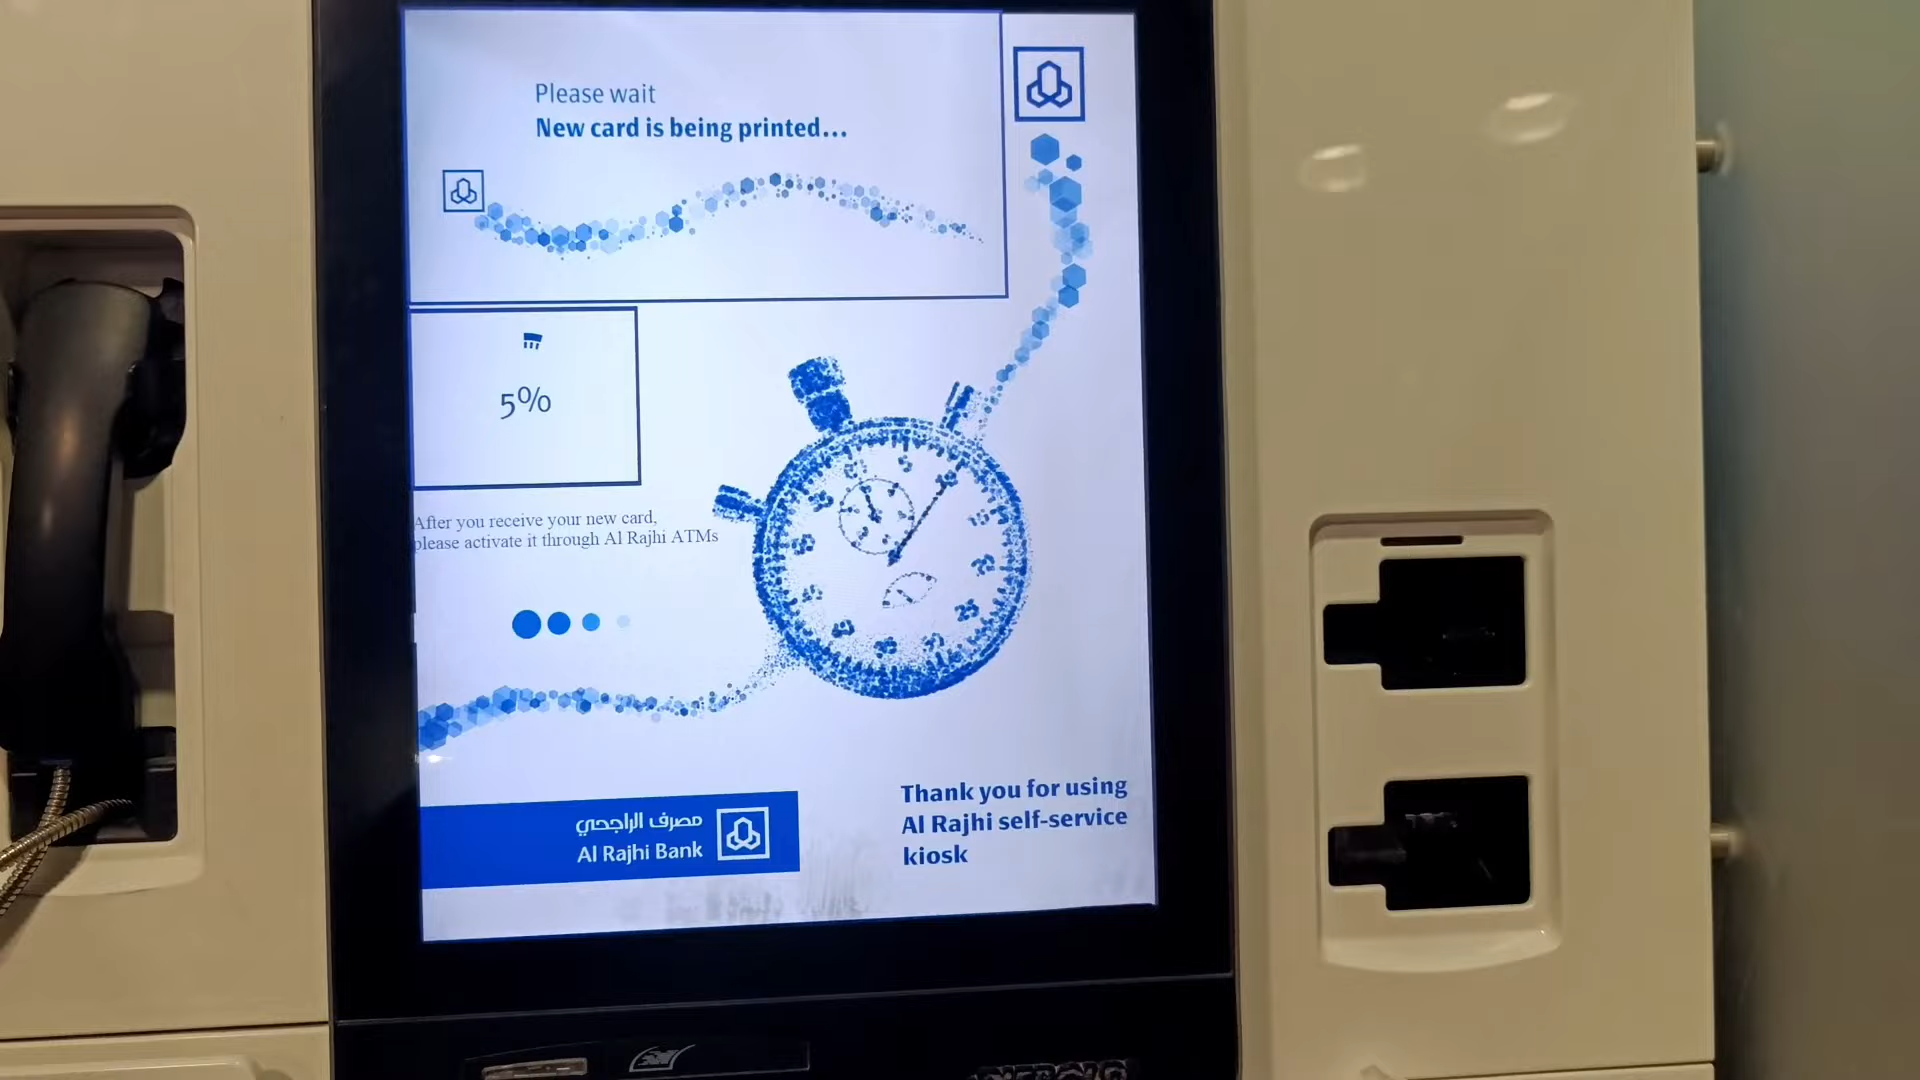 Please wait
New card is being printed...
5%
After you receive your new card,
please activate it through Al Rajhi ATMs
مصرف الراجحي
Al Rajhi Bank
Thank you for using
Al Rajhi self-service
kiosk